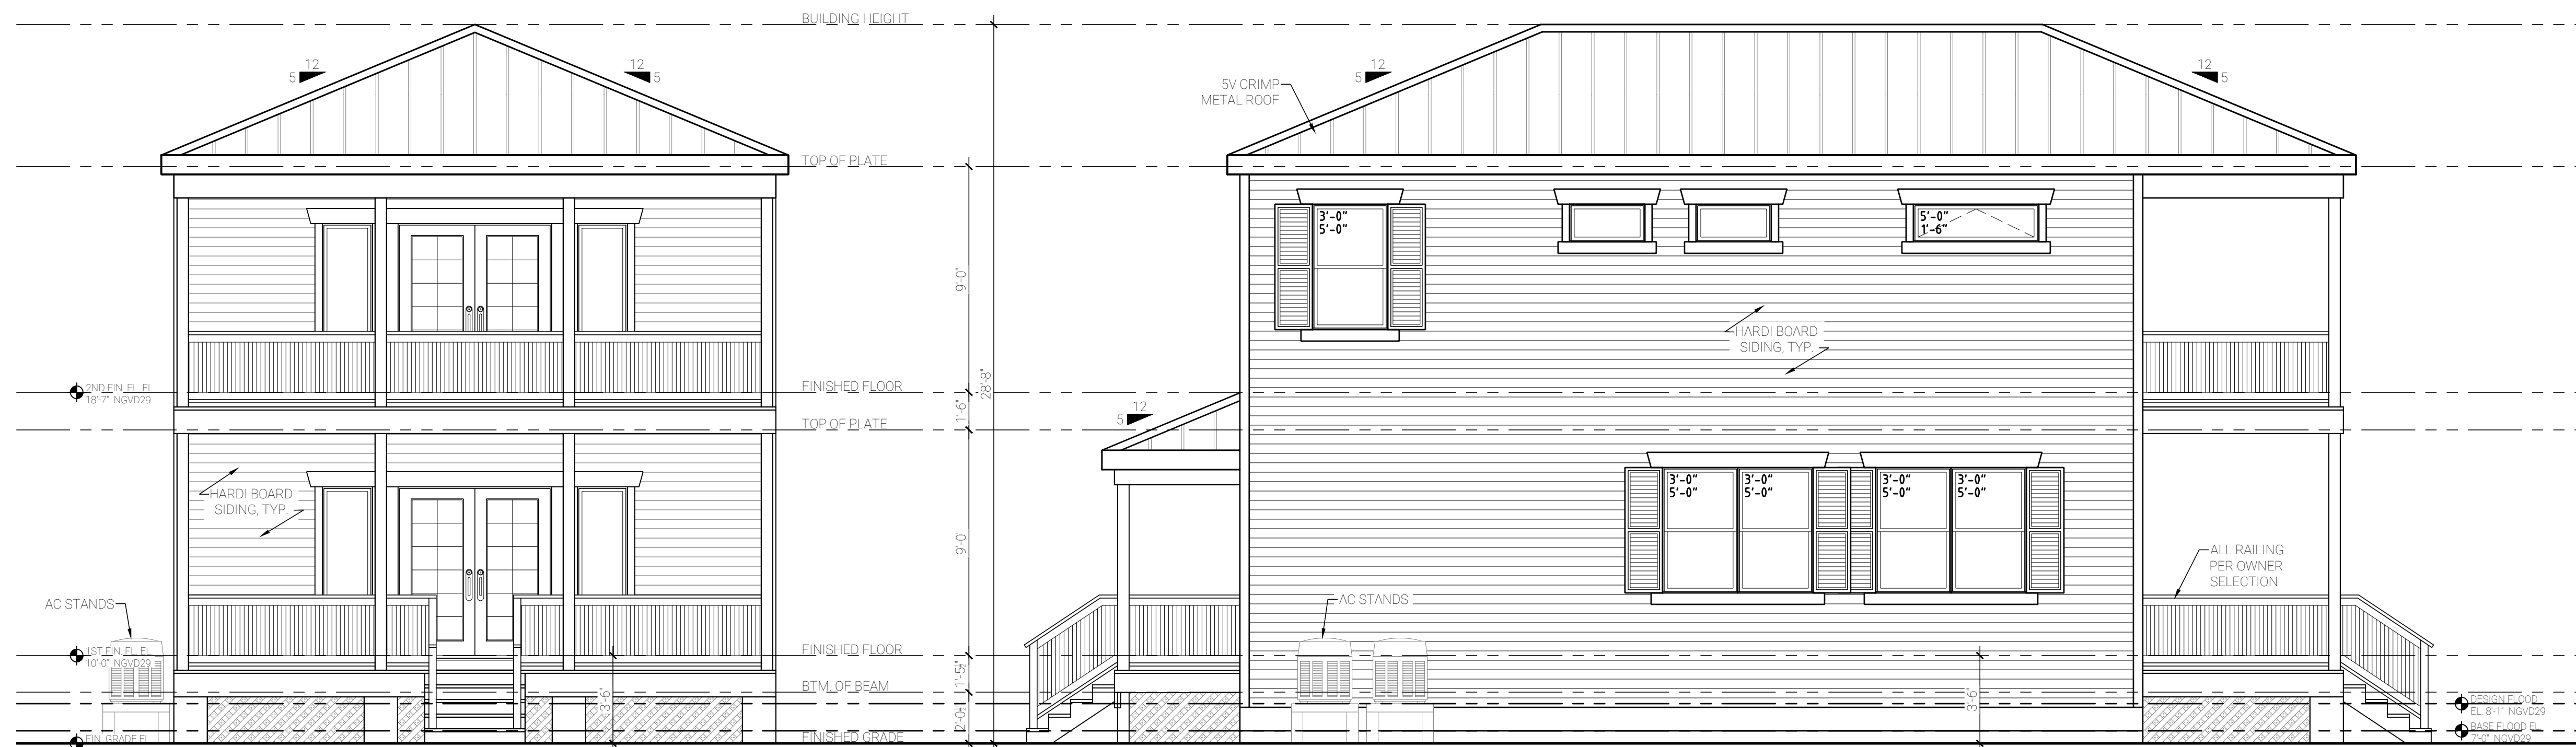 BUILDING HEIGHT
12
5
12
5
12
5
12
5
5V CRIMP
METAL ROOF
TOP OF PLATE
3'-0"
5'-0"
5'-0"
1'-6"
9'-0"
28'-8"
HARDI BOARD
SIDING, TYP.
2ND FIN. FL. EL.
18'-7" NGVD29
FINISHED FLOOR
1'-6"
12
5
TOP OF PLATE
3'-0"
5'-0"
3'-0"
5'-0"
3'-0"
5'-0"
3'-0"
5'-0"
HARDI BOARD
SIDING, TYP.
9'-0"
ALL RAILING
PER OWNER
SELECTION
AC STANDS
AC STANDS
1ST FIN. FL. EL.
10'-0" NGVD29
FINISHED FLOOR
1'-5"
BTM. OF BEAM
3'-6"
2'-0"
3'-6"
DESIGN FLOOD
EL. 8'-1" NGVD29
BASE FLOOD EL.
7'-0" NGVD29
FIN. GRADE EL.
FINISHED GRADE